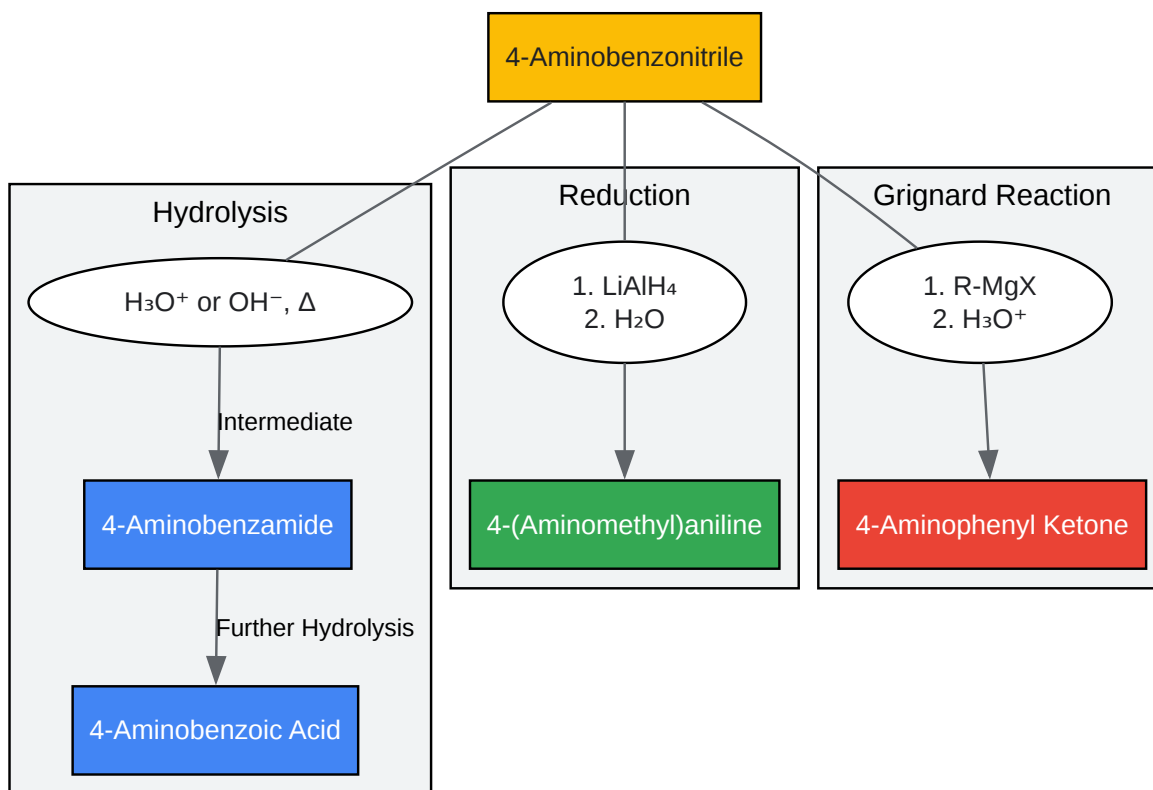 4-Aminobenzonitrile
Hydrolysis
H₃O⁺ or OH⁻, Δ
Intermediate
4-Aminobenzamide
Further Hydrolysis
4-Aminobenzoic Acid
Reduction
1. LiAlH₄
2. H₂O
4-(Aminomethyl)aniline
Grignard Reaction
1. R-MgX
2. H₃O⁺
4-Aminophenyl Ketone